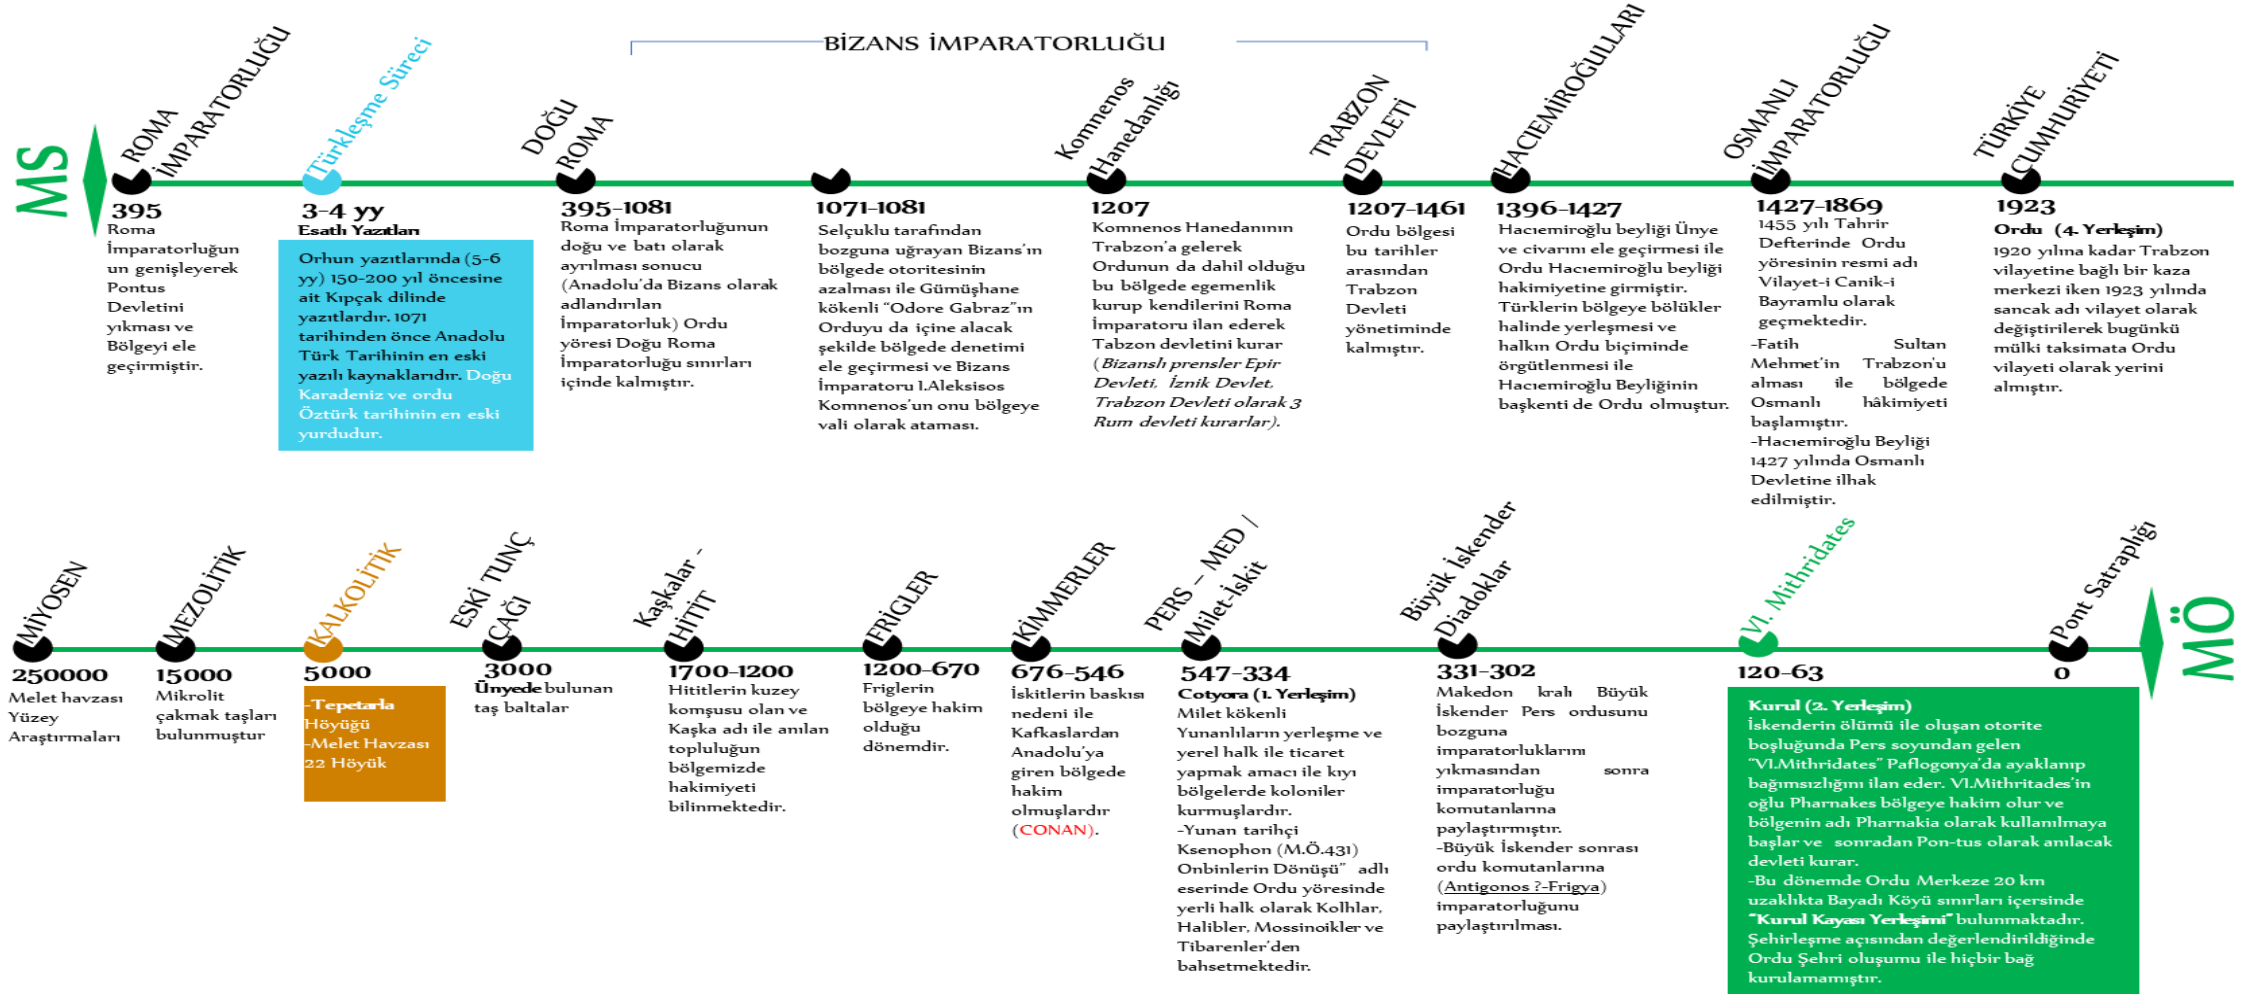 BİZANS İMPARATORLUĞU
MS
ROMA
İMPARATORLUĞU
395
Roma
İmparatorluğun
un genişleyerek
Pontus
Devletini
yıkması ve
Bölgeyi ele
geçirmiştir.
Türkleşme Süreci
3-4 yy
Esatlı Yazıtları
Orhun yazıtlarında (5-6
yy) 150-200 yıl öncesine
ait Kıpçak dilinde
yazıtlardır. 1071
tarihinden önce Anadolu
Türk Tarihinin en eski
yazılı kaynaklarıdır. Doğu
Karadeniz ve ordu
Öztürk tarihinin en eski
yurdudur.
DOĞU
ROMA
395-1081
Roma İmparatorluğunun
doğu ve batı olarak
ayrılması sonucu
(Anadolu’da Bizans olarak
adlandırılan
İmparatorluk) Ordu
yöresi Doğu Roma
İmparatorluğu sınırları
içinde kalmıştır.
1071-1081
Selçuklu tarafından
bozguna uğrayan Bizans’ın
bölgede otoritesinin
azalması ile Gümüşhane
kökenli “Odore Gabraz”ın
Orduyu da içine alacak
şekilde bölgede denetimi
ele geçirmesi ve Bizans
İmparatoru I.Aleksisos
Komnenos’un onu bölgeye
vali olarak ataması.
Komnenos
Hanedanlığı
1207
Komnenos Hanedanının
Trabzon’a gelerek
Ordunun da dahil olduğu
bu bölgede egemenlik
kurup kendilerini Roma
İmparatoru ilan ederek
Tabzon devletini kurar
(Bizanslı prensler Epir
Devleti, İznik Devlet,
Trabzon Devleti olarak 3
Rum devleti kurarlar).
TRABZON
DEVLETİ
1207-1461
Ordu bölgesi
bu tarihler
arasından
Trabzon
Devleti
yönetiminde
kalmıştır.
HACIEMİROĞULLARI
1396-1427
Hacıemiroğlu beyliği Ünye
ve civarını ele geçirmesi ile
Ordu Hacıemiroğlu beyliği
hakimiyetine girmiştir.
Türklerin bölgeye bölükler
halinde yerleşmesi ve
halkın Ordu biçiminde
örgütlenmesi ile
Hacıemiroğlu Beyliğinin
başkenti de Ordu olmuştur.
OSMANLI
İMPARATORLUĞU
1427-1869
1455 yılı Tahrir
Defterinde Ordu
yöresinin resmi adı
Vilayet-i Canik-i
Bayramlu olarak
geçmektedir.
-Fatih Sultan
Mehmet’in Trabzon'u
alması ile bölgede
Osmanlı hâkimiyeti
başlamıştır.
-Hacıemiroğlu Beyliği
1427 yılında Osmanlı
Devletine ilhak
edilmiştir.
TÜRKİYE
CUMHURİYETİ
1923
Ordu (4. Yerleşim)
1920 yılına kadar Trabzon
vilayetine bağlı bir kaza
merkezi iken 1923 yılında
sancak adı vilayet olarak
değiştirilerek bugünkü
mülki taksimata Ordu
vilayeti olarak yerini
almıştır.
MİYOSEN
250000
Melet havzası
Yüzey
Araştırmaları
MEZOLİTİK
15000
Mikrolit
çakmak taşları
bulunmuştur
KALKOLİTİK
5000
-Tepetarla
Höyüğü
-Melet Havzası
22 Höyük
ESKİ TUNÇ
ÇAĞI
3000
Ünyede bulunan
taş baltalar
Kaşkalar -
HİTİT
1700-1200
Hititlerin kuzey
komşusu olan ve
Kaşka adı ile anılan
topluluğun
bölgemizde
hakimiyeti
bilinmektedir.
FRİGLER
1200-670
Friglerin
bölgeye hakim
olduğu
dönemdir.
KİMMERLER
676-546
İskitlerin baskısı
nedeni ile
Kafkaslardan
Anadolu’ya
giren bölgede
hakim
olmuşlardır
(CONAN).
PERS – MED |
Milet-İskit
547-334
Cotyora (1. Yerleşim)
Milet kökenli
Yunanlıların yerleşme ve
yerel halk ile ticaret
yapmak amacı ile kıyı
bölgelerde koloniler
kurmuşlardır.
-Yunan tarihçi
Ksenophon (M.Ö.431)
Onbinlerin Dönüşü” adlı
eserinde Ordu yöresinde
yerli halk olarak Kolhlar,
Halibler, Mossinoikler ve
Tibarenler’den
bahsetmektedir.
Büyük İskender
Diadoklar
331-302
Makedon kralı Büyük
İskender Pers ordusunu
bozguna
imparatorluklarını
yıkmasından sonra
imparatorluğu
komutanlarına
paylaştırmıştır.
-Büyük İskender sonrası
ordu komutanlarına
(Antigonos ?-Frigya)
imparatorluğunu
paylaştırılması.
VI. Mithridates
120-63
Kurul (2. Yerleşim)
İskenderin ölümü ile oluşan otorite
boşluğunda Pers soyundan gelen
“VI.Mithridates” Paflogonya’da ayaklanıp
bağımsızlığını ilan eder. VI.Mithritades’in
oğlu Pharnakes bölgeye hakim olur ve
bölgenin adı Pharnakia olarak kullanılmaya
başlar ve sonradan Pon-tus olarak anılacak
devleti kurar.
-Bu dönemde Ordu Merkeze 20 km
uzaklıkta Bayadı Köyü sınırları içersinde
“Kurul Kayası Yerleşimi” bulunmaktadır.
Şehirleşme açısından değerlendirildiğinde
Ordu Şehri oluşumu ile hiçbir bağ
kurulamamıştır.
Pont Satraplığı
0
MÖ